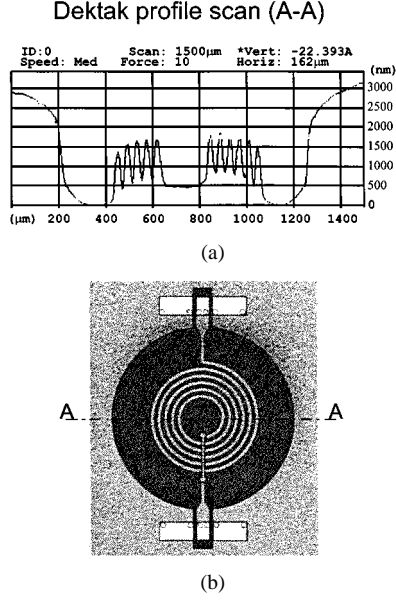 Dektak profile scan (A-A)
ID:0 Scan: 1500µm *Vert: -22.393A
Speed: Med Force: 10 Horiz: 162µm
(nm)
3000
2500
2000
1500
1000
500
0
(µm) 200 400 600 800 1000 1200 1400
(a)
A A
(b)